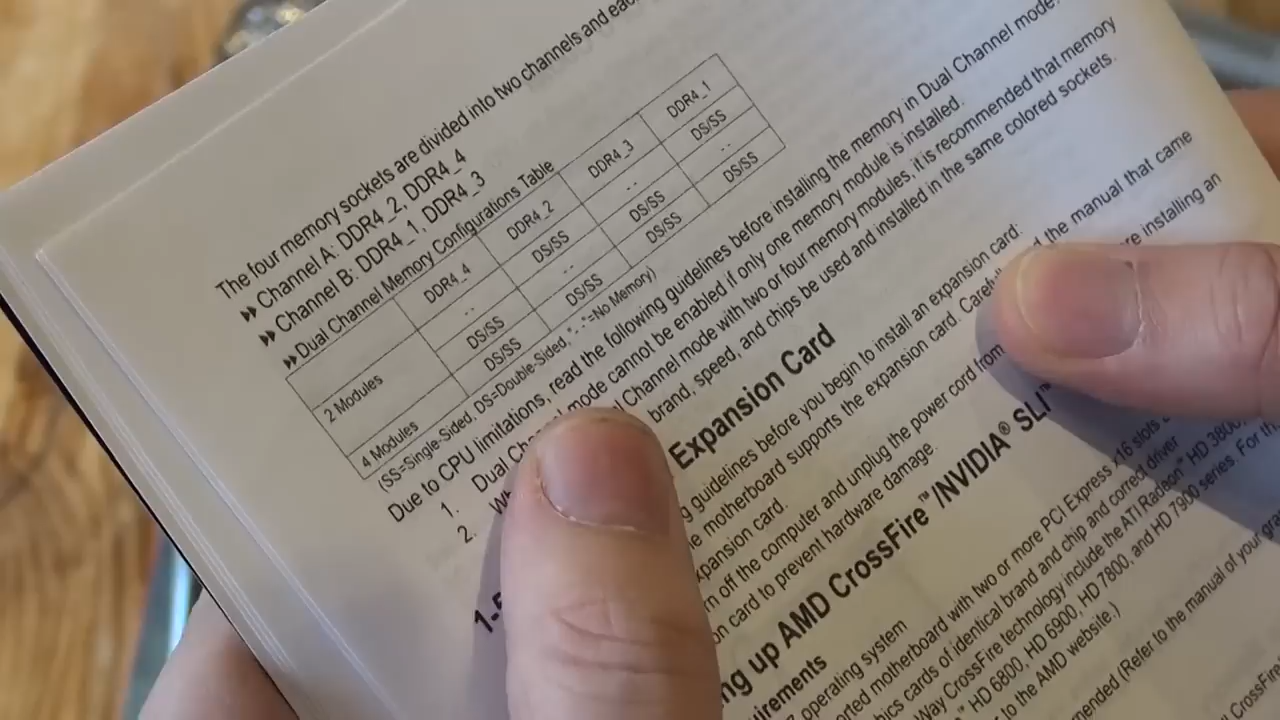 The four memory sockets are divided into two channels and
Channel A: DDR4_2, DDR4_4
Channel B: DDR4_1, DDR4_3
Dual Channel Memory Configurations Table
DDR4_4 DDR4_2 DDR4_3 DDR4_1
2 Modules - - DS/SS - - DS/SS
DS/SS - - DS/SS - -
4 Modules DS/SS DS/SS DS/SS DS/SS
(SS=Single-Sided, DS=Double-Sided, "- -"=No Memory)
Due to CPU limitations, read the following guidelines before installing the memory in Dual Channel mode.
1. Dual mode cannot be enabled if only one memory module is installed.
2. Channel mode with two or four memory modules, it is recommended that memory
brand, speed, and chips be used and installed in the same colored sockets.
Expansion Card
guidelines before you begin to install an expansion card:
motherboard supports the expansion card. the manual that came
expansion card.
off the computer and unplug the power cord from installing an
card to prevent hardware damage.
up AMD CrossFire™/NVIDIA® SLI™
operating system
motherboard with two or more PCI Express x16 slots
graphics cards of identical brand and chip and correct driver
Way CrossFire technology include the ATI Radeon™ HD 3800,
HD 6800, HD 6900, HD 7800, and HD 7900 series. For
to the AMD website.)
(Refer to the manual of your